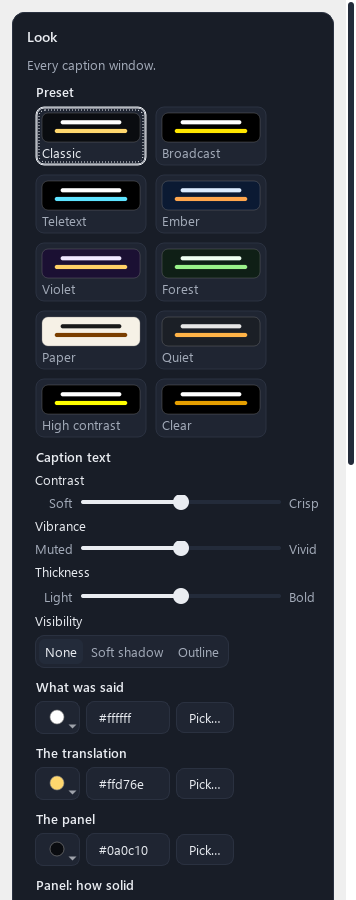 Look
Every caption window.
Preset
Classic
Broadcast
Teletext
Ember
Violet
Forest
Paper
Quiet
High contrast
Clear
Caption text
Contrast
Soft
Crisp
Vibrance
Muted
Vivid
Thickness
Light
Bold
Visibility
None Soft shadow Outline
What was said
#ffffff Pick...
The translation
#ffd76e Pick...
The panel
#0a0c10 Pick...
Panel: how solid